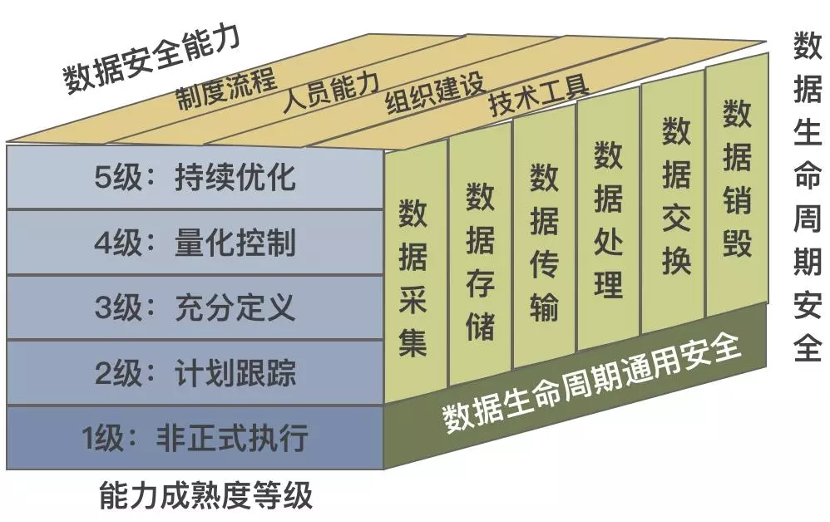 数据安全能力
制度流程
人员能力
组织建设
技术工具
5级：持续优化
4级：量化控制
3级：充分定义
2级：计划跟踪
1级：非正式执行
能力成熟度等级
数据采集
数据存储
数据传输
数据处理
数据交换
数据销毁
数据生命周期通用安全
数据生命周期安全